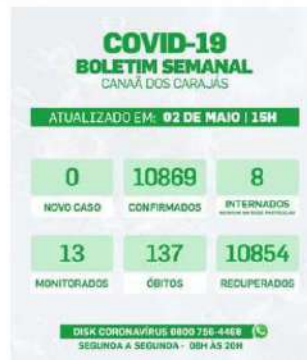 COVID-19
BOLETIM SEMANAL
CANAÃ DOS CARAJÁS
ATUALIZADO EM: 02 DE MAIO | 15H
0
NOVO CASO
10869
CONFIRMADOS
8
INTERNADOS
13
MONITORADOS
137
ÓBITOS
10854
RECUPERADOS
DISK CORONAVÍRUS 0800 756-4468
SEGUNDA A SEGUNDA - 08H ÀS 20H